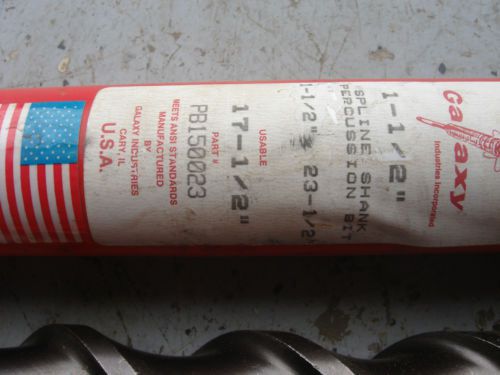 Galaxy
Industries Incorporated
1-1/2"
SPLINE SHANK
PERCUSSION BIT
1-1/2" 23-1/2"
USABLE
17-1/2"
PART #
PB150023
MEETS ANSI STANDARDS
MANUFACTURED
BY
GALAXY INDUSTRIES
CARY, IL
U.S.A.